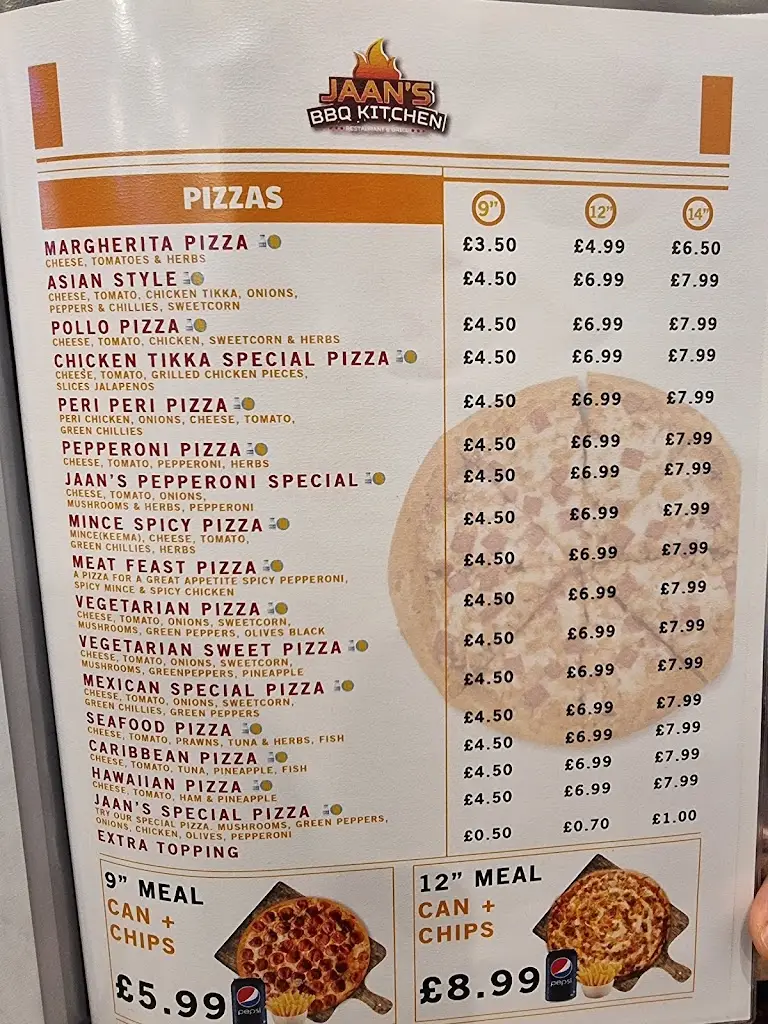 JAAN'S
BBQ KITCHEN
RESTAURANT & GRILL
PIZZAS 9" 12" 14"
MARGHERITA PIZZA £3.50 £4.99 £6.50
CHEESE, TOMATOES & HERBS
ASIAN STYLE £4.50 £6.99 £7.99
CHEESE, TOMATO, CHICKEN TIKKA, ONIONS,
PEPPERS & CHILLIES, SWEETCORN
POLLO PIZZA £4.50 £6.99 £7.99
CHEESE, TOMATO, CHICKEN, SWEETCORN & HERBS
CHICKEN TIKKA SPECIAL PIZZA £4.50 £6.99 £7.99
CHEESE, TOMATO, GRILLED CHICKEN PIECES,
SLICES JALAPENOS
PERI PERI PIZZA £4.50 £6.99 £7.99
PERI CHICKEN, ONIONS, CHEESE, TOMATO,
GREEN CHILLIES
PEPPERONI PIZZA £4.50 £6.99 £7.99
CHEESE, TOMATO, PEPPERONI, HERBS
JAAN'S PEPPERONI SPECIAL £4.50 £6.99 £7.99
CHEESE, TOMATO, ONIONS,
MUSHROOMS & HERBS, PEPPERONI
MINCE SPICY PIZZA £4.50 £6.99 £7.99
MINCE(KEEMA), CHEESE, TOMATO,
GREEN CHILLIES, HERBS
MEAT FEAST PIZZA £4.50 £6.99 £7.99
A PIZZA FOR A GREAT APPETITE SPICY PEPPERONI,
SPICY MINCE & SPICY CHICKEN
VEGETARIAN PIZZA £4.50 £6.99 £7.99
CHEESE, TOMATO, ONIONS, SWEETCORN,
MUSHROOMS, GREEN PEPPERS, OLIVES BLACK
VEGETARIAN SWEET PIZZA £4.50 £6.99 £7.99
CHEESE, TOMATO, ONIONS, SWEETCORN,
MUSHROOMS, GREENPEPPERS, PINEAPPLE
MEXICAN SPECIAL PIZZA £4.50 £6.99 £7.99
CHEESE, TOMATO, ONIONS, SWEETCORN,
GREEN CHILLIES, GREEN PEPPERS
SEAFOOD PIZZA £4.50 £6.99 £7.99
CHEESE, TOMATO, PRAWNS, TUNA & HERBS, FISH
CARIBBEAN PIZZA £4.50 £6.99 £7.99
CHEESE, TOMATO, TUNA, PINEAPPLE, FISH
HAWAIIAN PIZZA £4.50 £6.99 £7.99
CHEESE, TOMATO, HAM & PINEAPPLE
JAAN'S SPECIAL PIZZA £4.50 £6.99 £7.99
TRY OUR SPECIAL PIZZA. MUSHROOMS, GREEN PEPPERS,
ONIONS, CHICKEN, OLIVES, PEPPERONI
EXTRA TOPPING £0.50 £0.70 £1.00
9" MEAL
CAN +
CHIPS
£5.99
pepsi
12" MEAL
CAN +
CHIPS
£8.99
pepsi